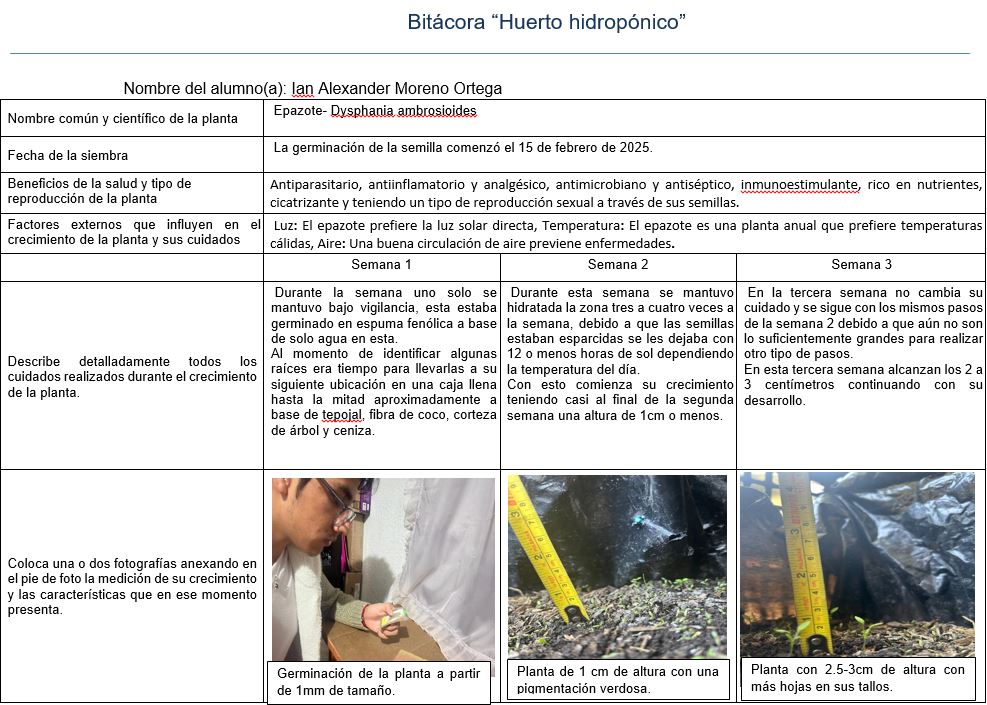 Bitácora “Huerto hidropónico”
Nombre del alumno(a): Ian Alexander Moreno Ortega
Nombre común y científico de la planta
Epazote- Dysphania ambrosioides
Fecha de la siembra
La germinación de la semilla comenzó el 15 de febrero de 2025.
Beneficios de la salud y tipo de
reproducción de la planta
Antiparasitario, antiinflamatorio y analgésico, antimicrobiano y antiséptico, inmunoestimulante, rico en nutrientes,
cicatrizante y teniendo un tipo de reproducción sexual a través de sus semillas.
Factores externos que influyen en el
crecimiento de la planta y sus cuidados
Luz: El epazote prefiere la luz solar directa, Temperatura: El epazote es una planta anual que prefiere temperaturas
cálidas, Aire: Una buena circulación de aire previene enfermedades.
Semana 1
Semana 2
Semana 3
Describe detalladamente todos los
cuidados realizados durante el crecimiento
de la planta.
Durante la semana uno solo se
mantuvo bajo vigilancia, esta estaba
germinado en espuma fenólica a base
de solo agua en esta.
Al momento de identificar algunas
raíces era tiempo para llevarlas a su
siguiente ubicación en una caja llena
hasta la mitad aproximadamente a
base de tepojal, fibra de coco, corteza
de árbol y ceniza.
Durante esta semana se mantuvo
hidratada la zona tres a cuatro veces a
la semana, debido a que las semillas
estaban esparcidas se les dejaba con
12 o menos horas de sol dependiendo
la temperatura del día.
Con esto comienza su crecimiento
teniendo casi al final de la segunda
semana una altura de 1cm o menos.
En la tercera semana no cambia su
cuidado y se sigue con los mismos pasos
de la semana 2 debido a que aún no son
lo suficientemente grandes para realizar
otro tipo de pasos.
En esta tercera semana alcanzan los 2 a
3 centímetros continuando con su
desarrollo.
Coloca una o dos fotografías anexando en
el pie de foto la medición de su crecimiento
y las características que en ese momento
presenta.
Germinación de la planta a partir
de 1mm de tamaño.
Planta de 1 cm de altura con una
pigmentación verdosa.
Planta con 2.5-3cm de altura con
más hojas en sus tallos.